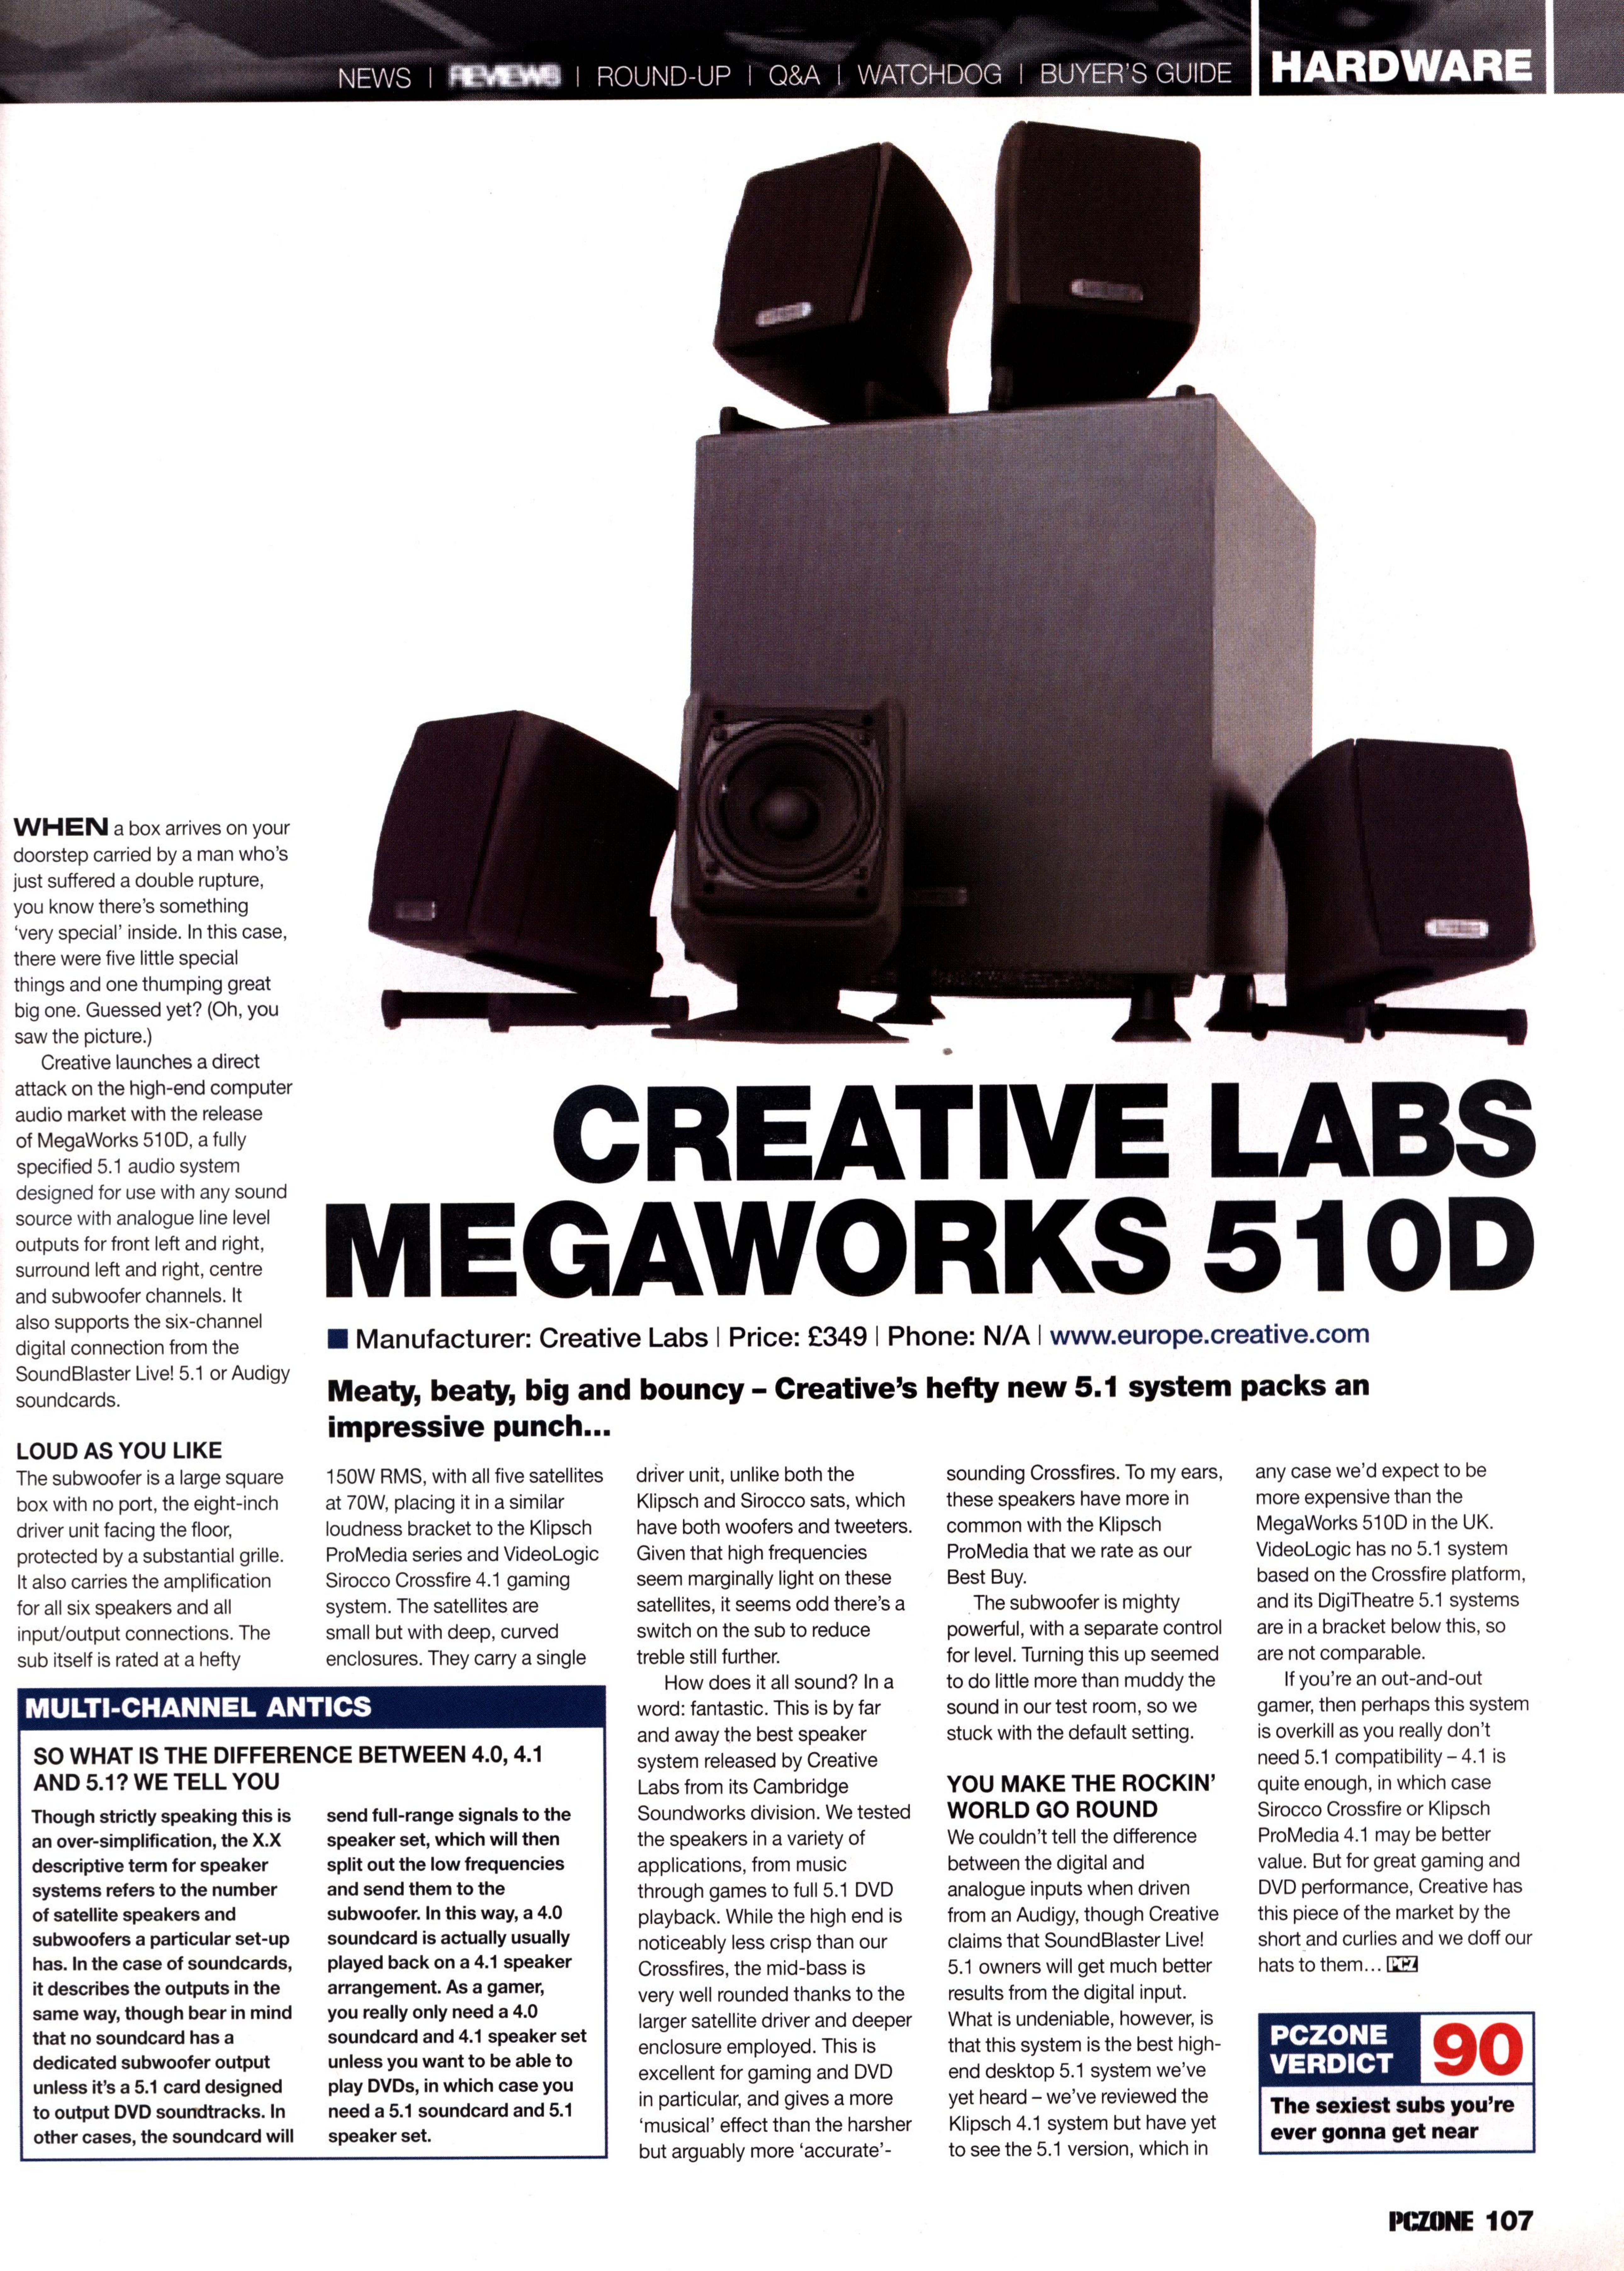 NEWS | REVIEWS | ROUND-UP | Q&A | WATCHDOG | BUYER'S GUIDE
HARDWARE
CREATIVE LABS
MEGAWORKS 510D
■ Manufacturer: Creative Labs | Price: £349 | Phone: N/A | www.europe.creative.com
Meaty, beaty, big and bouncy – Creative's hefty new 5.1 system packs an
impressive punch...
WHEN a box arrives on your
doorstep carried by a man who's
just suffered a double rupture,
you know there's something
'very special' inside. In this case,
there were five little special
things and one thumping great
big one. Guessed yet? (Oh, you
saw the picture.)
Creative launches a direct
attack on the high-end computer
audio market with the release
of MegaWorks 510D, a fully
specified 5.1 audio system
designed for use with any sound
source with analogue line level
outputs for front left and right,
surround left and right, centre
and subwoofer channels. It
also supports the six-channel
digital connection from the
SoundBlaster Live! 5.1 or Audigy
soundcards.
LOUD AS YOU LIKE
The subwoofer is a large square
box with no port, the eight-inch
driver unit facing the floor,
protected by a substantial grille.
It also carries the amplification
for all six speakers and all
input/output connections. The
sub itself is rated at a hefty
150W RMS, with all five satellites
at 70W, placing it in a similar
loudness bracket to the Klipsch
ProMedia series and VideoLogic
Sirocco Crossfire 4.1 gaming
system. The satellites are
small but with deep, curved
enclosures. They carry a single
driver unit, unlike both the
Klipsch and Sirocco sats, which
have both woofers and tweeters.
Given that high frequencies
seem marginally light on these
satellites, it seems odd there's a
switch on the sub to reduce
treble still further.
How does it all sound? In a
word: fantastic. This is by far
and away the best speaker
system released by Creative
Labs from its Cambridge
Soundworks division. We tested
the speakers in a variety of
applications, from music
through games to full 5.1 DVD
playback. While the high end is
noticeably less crisp than our
Crossfires, the mid-bass is
very well rounded thanks to the
larger satellite driver and deeper
enclosure employed. This is
excellent for gaming and DVD
in particular, and gives a more
'musical' effect than the harsher
but arguably more 'accurate'-
sounding Crossfires. To my ears,
these speakers have more in
common with the Klipsch
ProMedia that we rate as our
Best Buy.
The subwoofer is mighty
powerful, with a separate control
for level. Turning this up seemed
to do little more than muddy the
sound in our test room, so we
stuck with the default setting.
YOU MAKE THE ROCKIN'
WORLD GO ROUND
We couldn't tell the difference
between the digital and
analogue inputs when driven
from an Audigy, though Creative
claims that SoundBlaster Live!
5.1 owners will get much better
results from the digital input.
What is undeniable, however, is
that this system is the best high-
end desktop 5.1 system we've
yet heard – we've reviewed the
Klipsch 4.1 system but have yet
to see the 5.1 version, which in
any case we'd expect to be
more expensive than the
MegaWorks 510D in the UK.
VideoLogic has no 5.1 system
based on the Crossfire platform,
and its DigiTheatre 5.1 systems
are in a bracket below this, so
are not comparable.
If you're an out-and-out
gamer, then perhaps this system
is overkill as you really don't
need 5.1 compatibility – 4.1 is
quite enough, in which case
Sirocco Crossfire or Klipsch
ProMedia 4.1 may be better
value. But for great gaming and
DVD performance, Creative has
this piece of the market by the
short and curlies and we doff our
hats to them... PCZ
MULTI-CHANNEL ANTICS
SO WHAT IS THE DIFFERENCE BETWEEN 4.0, 4.1
AND 5.1? WE TELL YOU
Though strictly speaking this is
an over-simplification, the X.X
descriptive term for speaker
systems refers to the number
of satellite speakers and
subwoofers a particular set-up
has. In the case of soundcards,
it describes the outputs in the
same way, though bear in mind
that no soundcard has a
dedicated subwoofer output
unless it's a 5.1 card designed
to output DVD soundtracks. In
other cases, the soundcard will
send full-range signals to the
speaker set, which will then
split out the low frequencies
and send them to the
subwoofer. In this way, a 4.0
soundcard is actually usually
played back on a 4.1 speaker
arrangement. As a gamer,
you really only need a 4.0
soundcard and 4.1 speaker set
unless you want to be able to
play DVDs, in which case you
need a 5.1 soundcard and 5.1
speaker set.
PCZONE
VERDICT
90
The sexiest subs you're
ever gonna get near
PCZONE 107